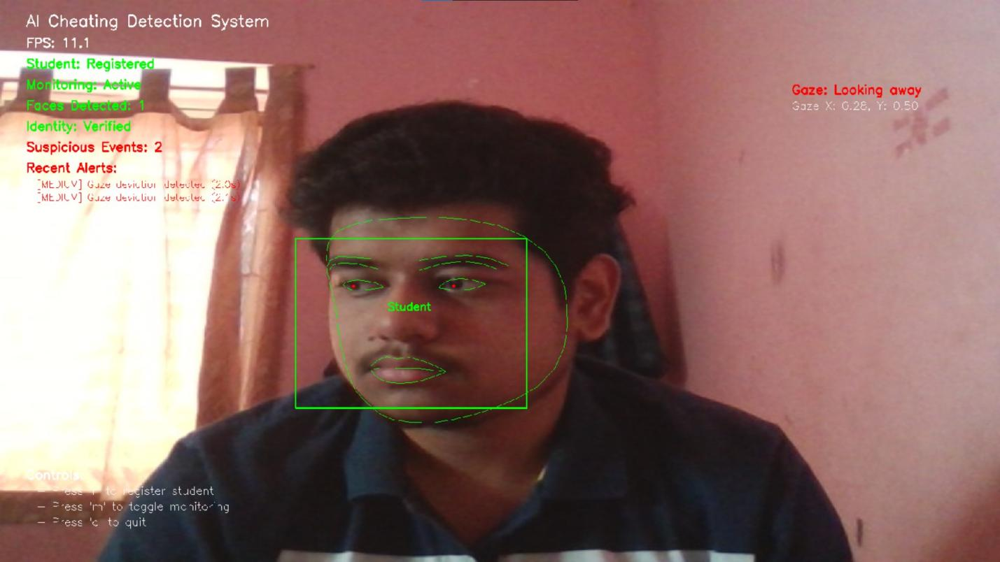 AI Cheating Detection System
FPS: 11.1
Student: Registered
Monitoring: Active
Faces Detected: 1
Identity: Verified
Suspicious Events: 2
Recent Alerts:
[MEDIUM] Gaze deviation detected (2.0s)
[MEDIUM] Gaze deviation detected (2.1s)
Gaze: Looking away
Gaze X: 0.28, Y: 0.50
Student
Controls:
- Press 'r' to register student
- Press 'm' to toggle monitoring
- Press 'q' to quit